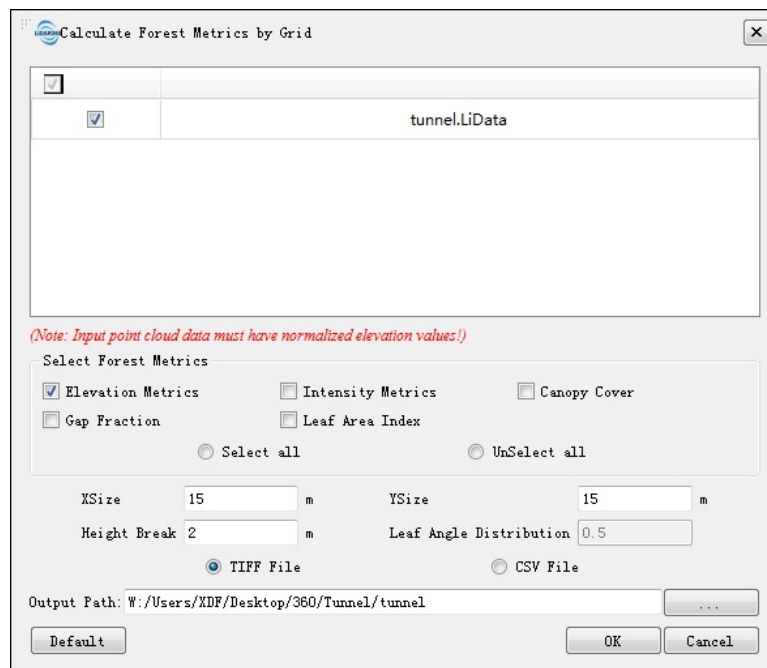 LiDAR360 Calculate Forest Metrics by Grid
tunnel.LiData
(Note: Input point cloud data must have normalized elevation values!)
Select Forest Metrics
Elevation Metrics Intensity Metrics Canopy Cover
Gap Fraction Leaf Area Index
Select all UnSelect all
XSize 15 m YSize 15 m
Height Break 2 m Leaf Angle Distribution 0.5
TIFF File CSV File
Output Path: W:/Users/XDF/Desktop/360/Tunnel/tunnel ...
Default OK Cancel